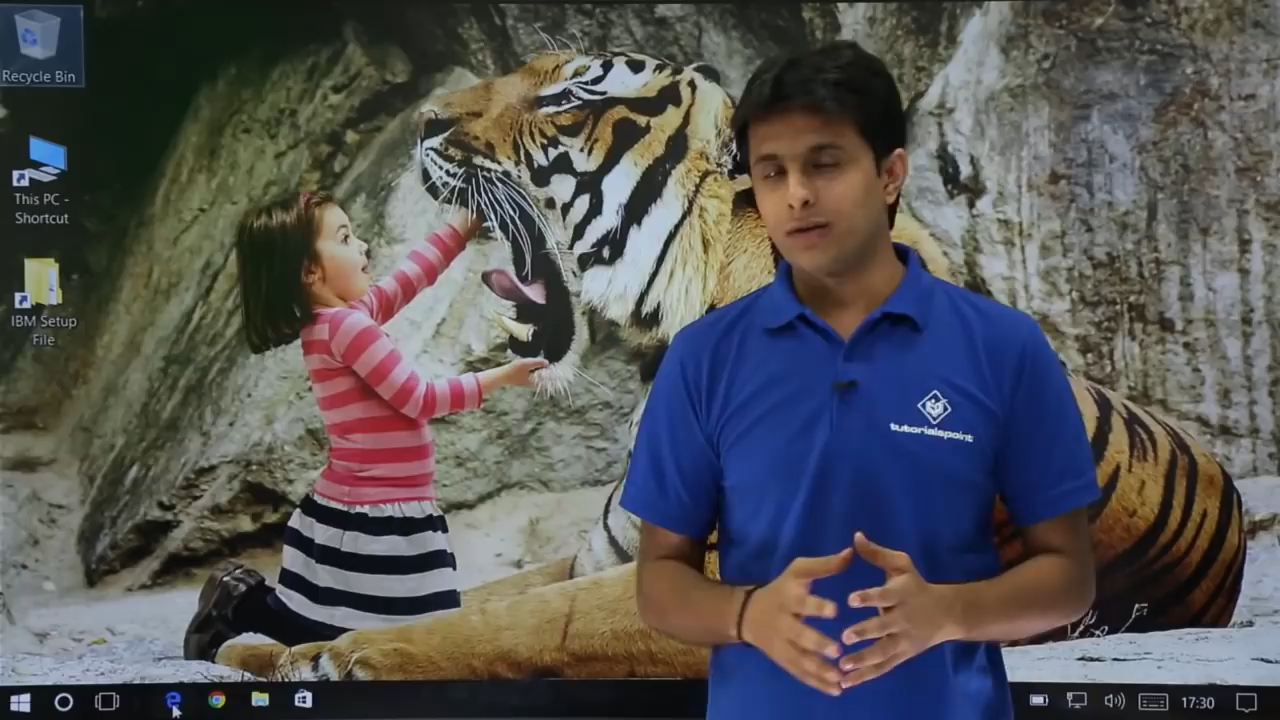 Recycle Bin
This PC -
Shortcut
IBM Setup
File
tutorialspoint
17:30